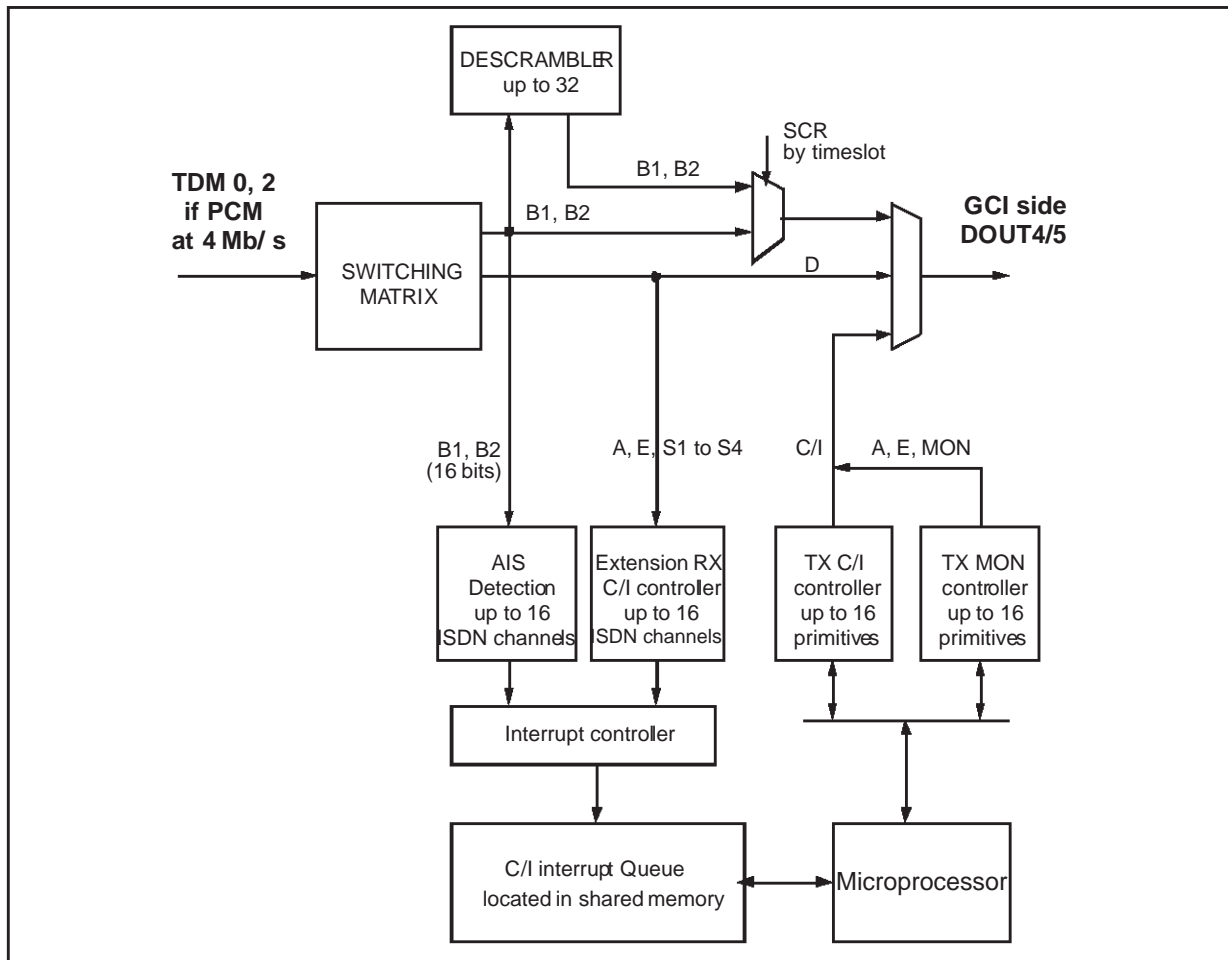 DESCRAMBLER
up to 32
SCR
by timeslot
B1, B2
TDM 0, 2
if PCM
at 4 Mb/ s
B1, B2
GCI side
DOUT4/5
SWITCHING
MATRIX
D
B1, B2
(16 bits)
A, E, S1 to S4
C/I
A, E, MON
AIS
Detection
up to 16
ISDN channels
Extension RX
C/I controller
up to 16
ISDN channels
TX C/I
controller
up to 16
primitives
TX MON
controller
up to 16
primitives
Interrupt controller
C/I interrupt Queue
located in shared memory
Microprocessor